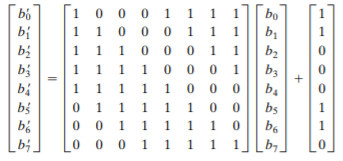 b₀′ 1 0 0 0 1 1 1 1 b₀ 1
b₁′ 1 1 0 0 0 1 1 1 b₁ 1
b₂′ 1 1 1 0 0 0 1 1 b₂ 0
b₃′ = 1 1 1 1 0 0 0 1 b₃ + 0
b₄′ 1 1 1 1 1 0 0 0 b₄ 0
b₅′ 0 1 1 1 1 1 0 0 b₅ 1
b₆′ 0 0 1 1 1 1 1 0 b₆ 1
b₇′ 0 0 0 1 1 1 1 1 b₇ 0